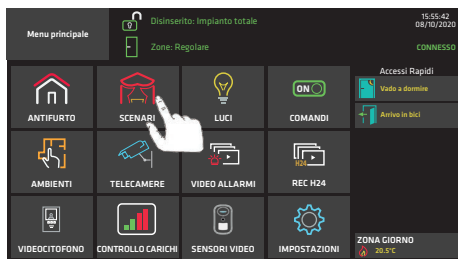 Menu principale
Disinserito: Impianto totale
Zone: Regolare
15:55:42
08/10/2020
CONNESSO
ANTIFURTO
SCENARI
LUCI
ON
COMANDI
Accessi Rapidi
Vado a dormire
Arrivo in bici
AMBIENTI
TELECAMERE
VIDEO ALLARMI
H24
REC H24
VIDEOCITOFONO
CONTROLLO CARICHI
SENSORI VIDEO
IMPOSTAZIONI
ZONA GIORNO
20.5°C